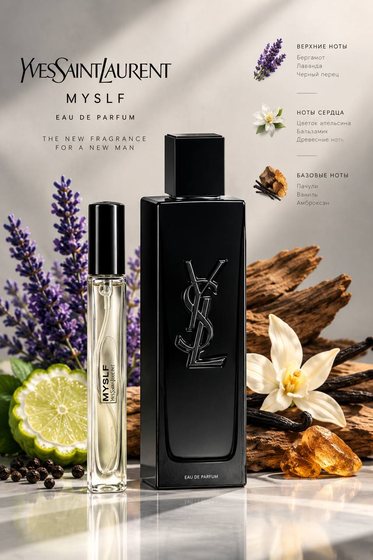 YVESSAINTLAURENT
MYSLF
EAU DE PARFUM
THE NEW FRAGRANCE
FOR A NEW MAN
ВЕРХНИЕ НОТЫ
Бергамот
Лаванда
Черный перец
НОТЫ СЕРДЦА
Цветок апельсина
Бальзамик
Древесные ноты
БАЗОВЫЕ НОТЫ
Пачули
Ваниль
Амброксан
MYSLF
YVESSAINTLAURENT
YSL
EAU DE PARFUM